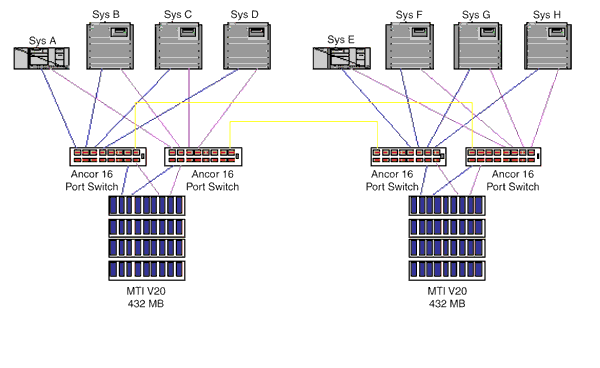 Sys A
Sys B
Sys C
Sys D
Sys E
Sys F
Sys G
Sys H
Ancor 16
Port Switch
Ancor 16
Port Switch
Ancor 16
Port Switch
Ancor 16
Port Switch
MTI V20
432 MB
MTI V20
432 MB